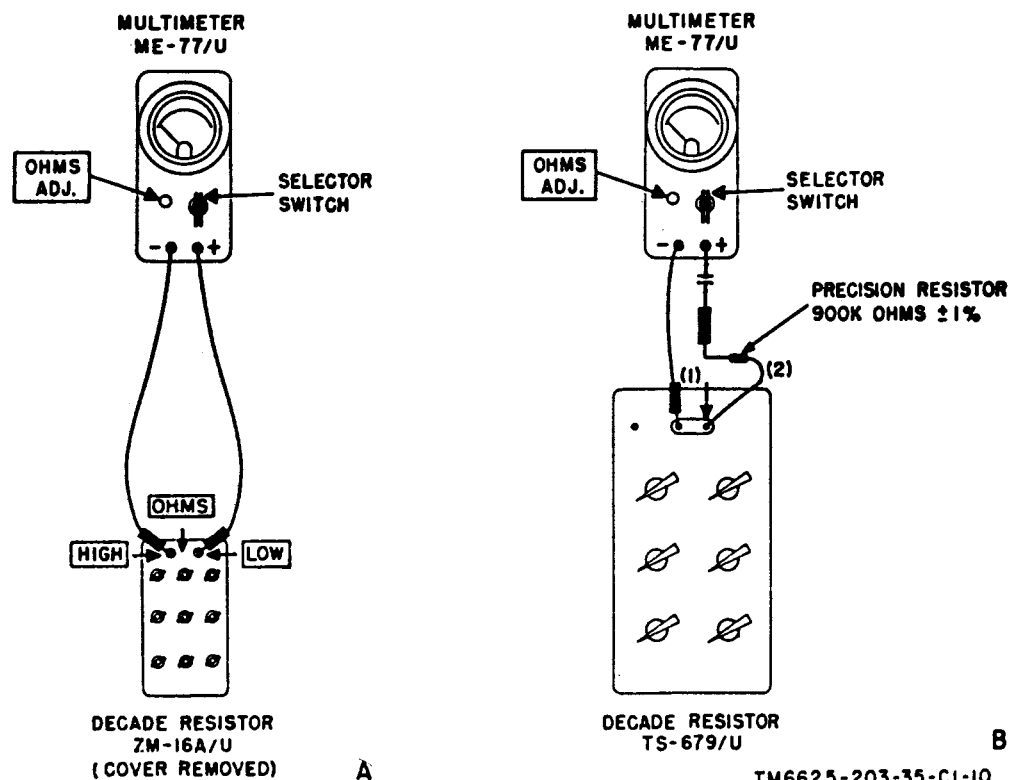 MULTIMETER
ME-77/U
OHMS
ADJ.
SELECTOR
SWITCH
- +
OHMS
HIGH
LOW
DECADE RESISTOR
ZM-16A/U
(COVER REMOVED)
A
MULTIMETER
ME-77/U
OHMS
ADJ.
SELECTOR
SWITCH
- +
PRECISION RESISTOR
900K OHMS ±1%
(1)
(2)
DECADE RESISTOR
TS-679/U
B
TM6625-203-35-C1-10